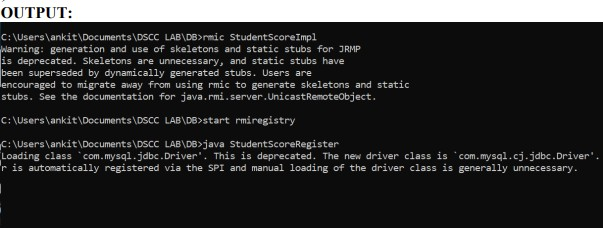 OUTPUT:
C:\Users\ankit\Documents\DSCC LAB\DB>rmic StudentScoreImpl
Warning: generation and use of skeletons and static stubs for JRMP
is deprecated. Skeletons are unnecessary, and static stubs have
been superseded by dynamically generated stubs. Users are
encouraged to migrate away from using rmic to generate skeletons and static
stubs. See the documentation for java.rmi.server.UnicastRemoteObject.
C:\Users\ankit\Documents\DSCC LAB\DB>start rmiregistry
C:\Users\ankit\Documents\DSCC LAB\DB>java StudentScoreRegister
Loading class `com.mysql.jdbc.Driver'. This is deprecated. The new driver class is `com.mysql.cj.jdbc.Driver'.
r is automatically registered via the SPI and manual loading of the driver class is generally unnecessary.